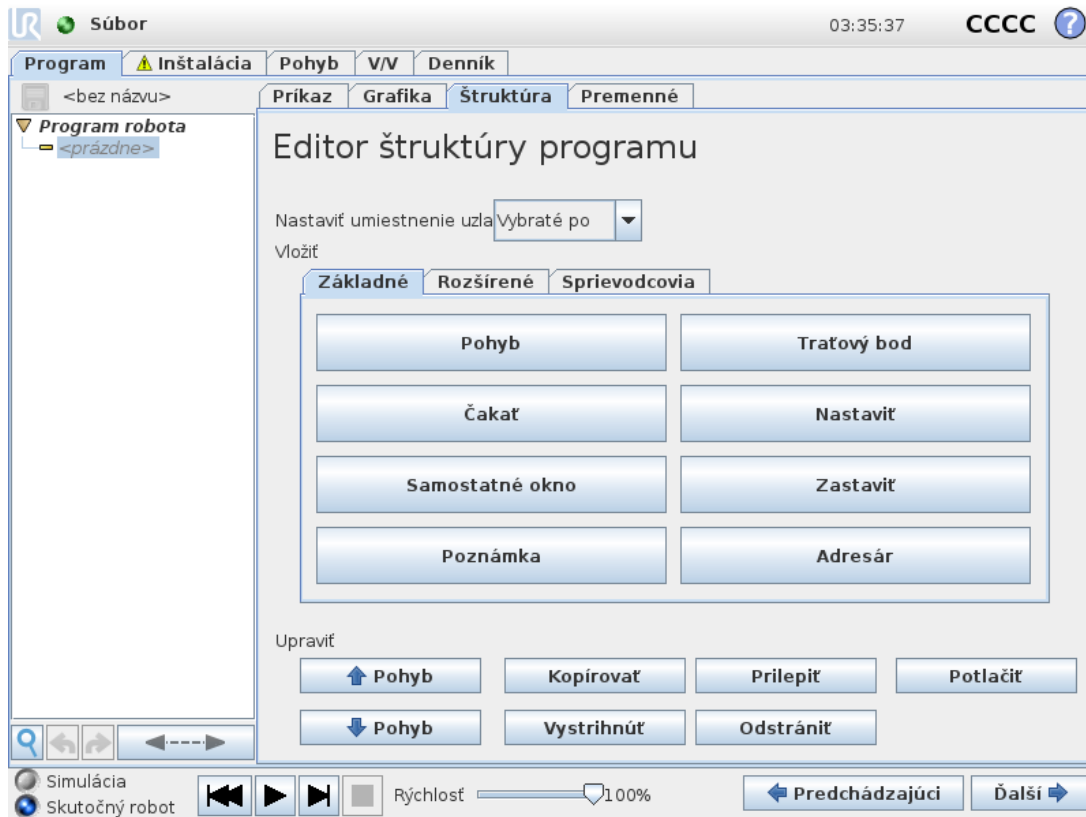 Súbor 03:35:37 CCCC ?
Program Inštalácia Pohyb V/V Denník
<bez názvu> Príkaz Grafika Štruktúra Premenné
Program robota
<prázdne>
Editor štruktúry programu
Nastaviť umiestnenie uzla Vybraté po
Vložiť
Základné Rozšírené Sprievodcovia
Pohyb Traťový bod
Čakať Nastaviť
Samostatné okno Zastaviť
Poznámka Adresár
Upraviť
Pohyb Kopírovať Prilepiť Potlačiť
Pohyb Vystrihnúť Odstrániť
Simulácia
Skutočný robot
Rýchlosť 100% Predchádzajúci Ďalší